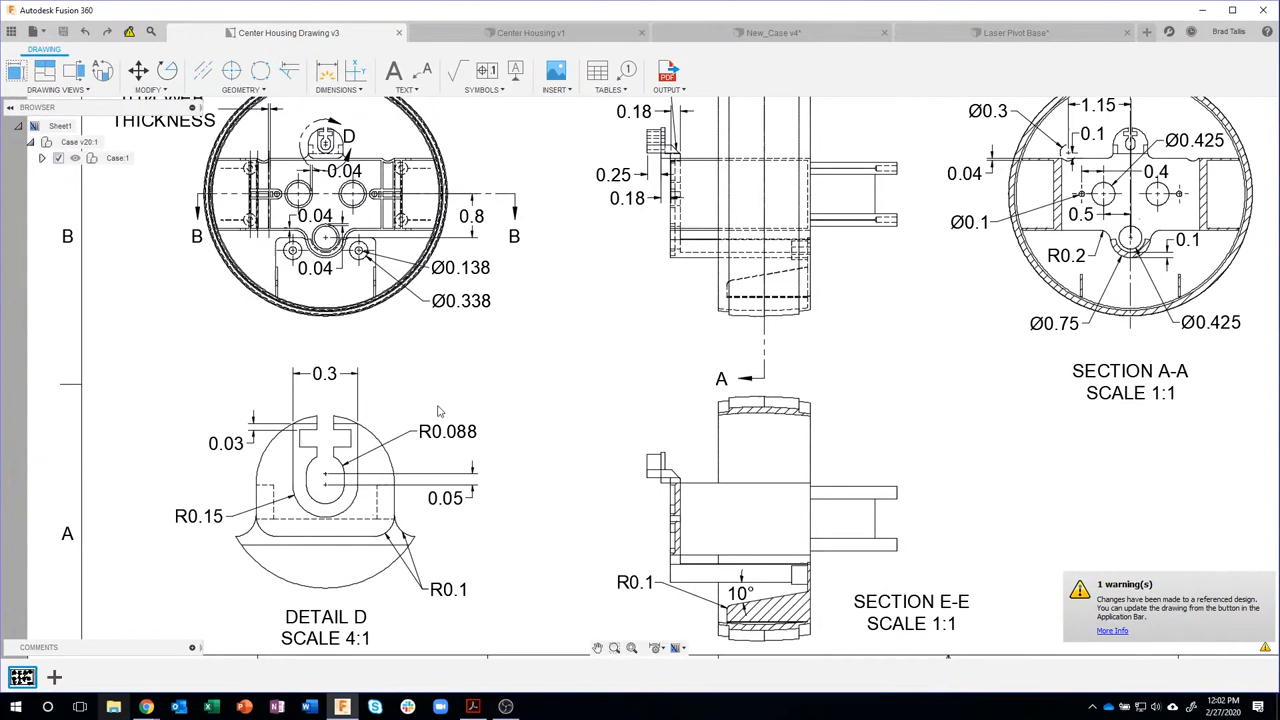 Autodesk Fusion 360
Center Housing Drawing v3
Center Housing v1
New_Case v4*
Laser Pivot Base*
Brad Tallis
DRAWING
DRAWING VIEWS
MODIFY
GEOMETRY
DIMENSIONS
TEXT
SYMBOLS
INSERT
TABLES
OUTPUT
PDF
BROWSER
Sheet1
Case v20:1
Case:1
THICKNESS
D
0.04
0.04
0.04
0.8
B
B
B
Ø0.138
Ø0.338
0.18
0.25
0.18
A
Ø0.3
1.15
0.1
Ø0.425
0.04
0.4
Ø0.1
0.5
0.1
R0.2
Ø0.75
Ø0.425
SECTION A-A
SCALE 1:1
0.3
0.03
R0.088
0.05
R0.15
R0.1
DETAIL D
SCALE 4:1
A
R0.1
10°
SECTION E-E
SCALE 1:1
1 warning(s)
Changes have been made to a referenced design.
You can update the drawing from the button in the
Application Bar.
More Info
COMMENTS
12:02 PM
2/27/2020